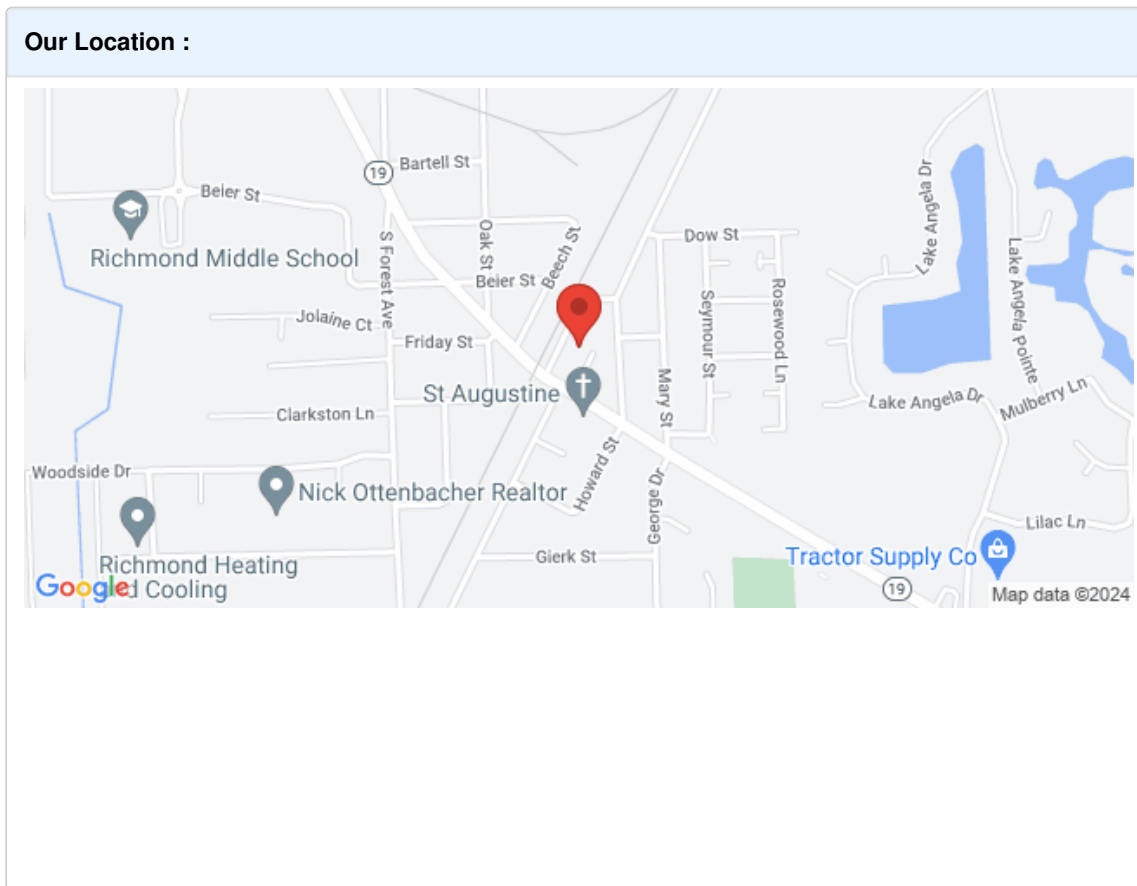 Our Location :
19
Bartell St
Beier St
Richmond Middle School
S Forest Ave
Oak St
Beech St
Beier St
Dow St
Seymour St
Rosewood Ln
Lake Angela Dr
Lake Angela Pointe
Jolaine Ct
Friday St
St Augustine
Mary St
Clarkston Ln
Lake Angela Dr
Mulberry Ln
Howard St
George Dr
Woodside Dr
Nick Ottenbacher Realtor
Lilac Ln
Gierk St
Tractor Supply Co
Richmond Heating
d Cooling
Google
19
Map data ©2024